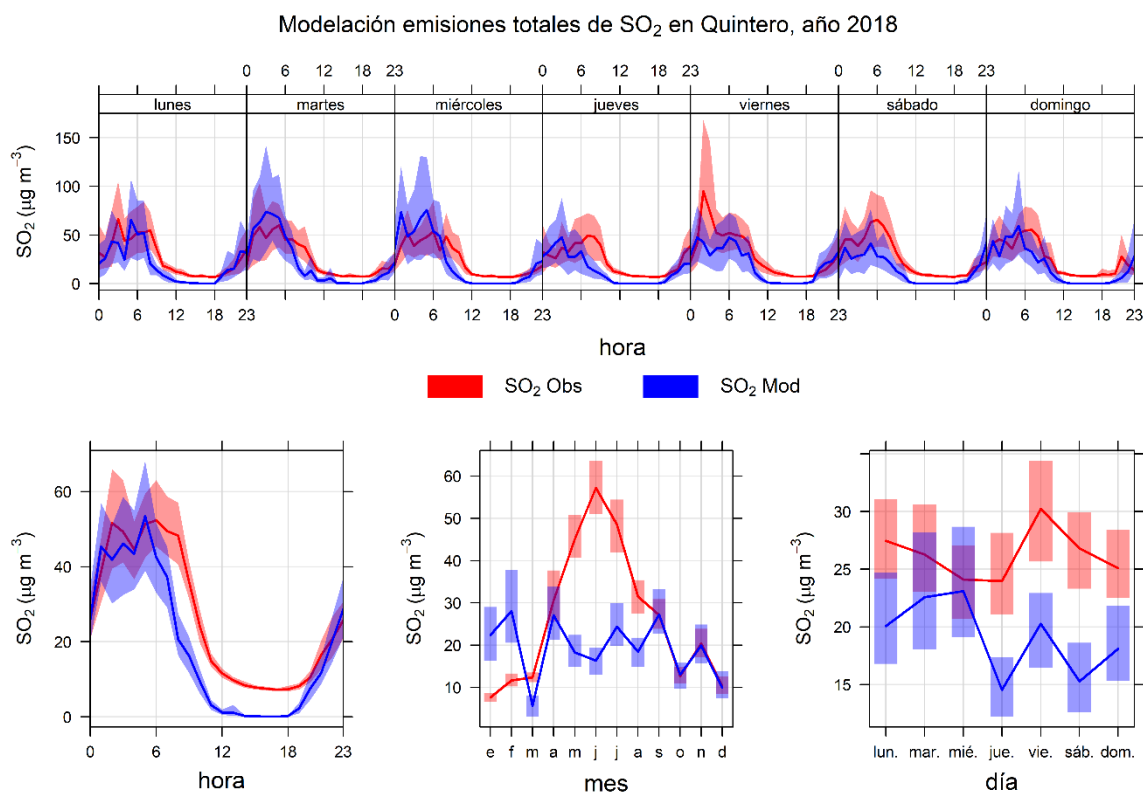 Modelación emisiones totales de SO₂ en Quintero, año 2018
0 6 12 18 23 0 6 12 18 23 0 6 12 18 23
lunes martes miércoles jueves viernes sábado domingo
150
100
50
0
SO₂ (µg m⁻³)
0 6 12 18 0 6 12 18 23 0 6 12 18 0 6 12 18 23
hora
SO₂ Obs SO₂ Mod
60
40
20
0
SO₂ (µg m⁻³)
0 6 12 18 23
hora
60
50
40
30
20
10
SO₂ (µg m⁻³)
e f m a m j j a s o n d
mes
30
25
20
15
SO₂ (µg m⁻³)
lun. mar. mié. jue. vie. sáb. dom.
día